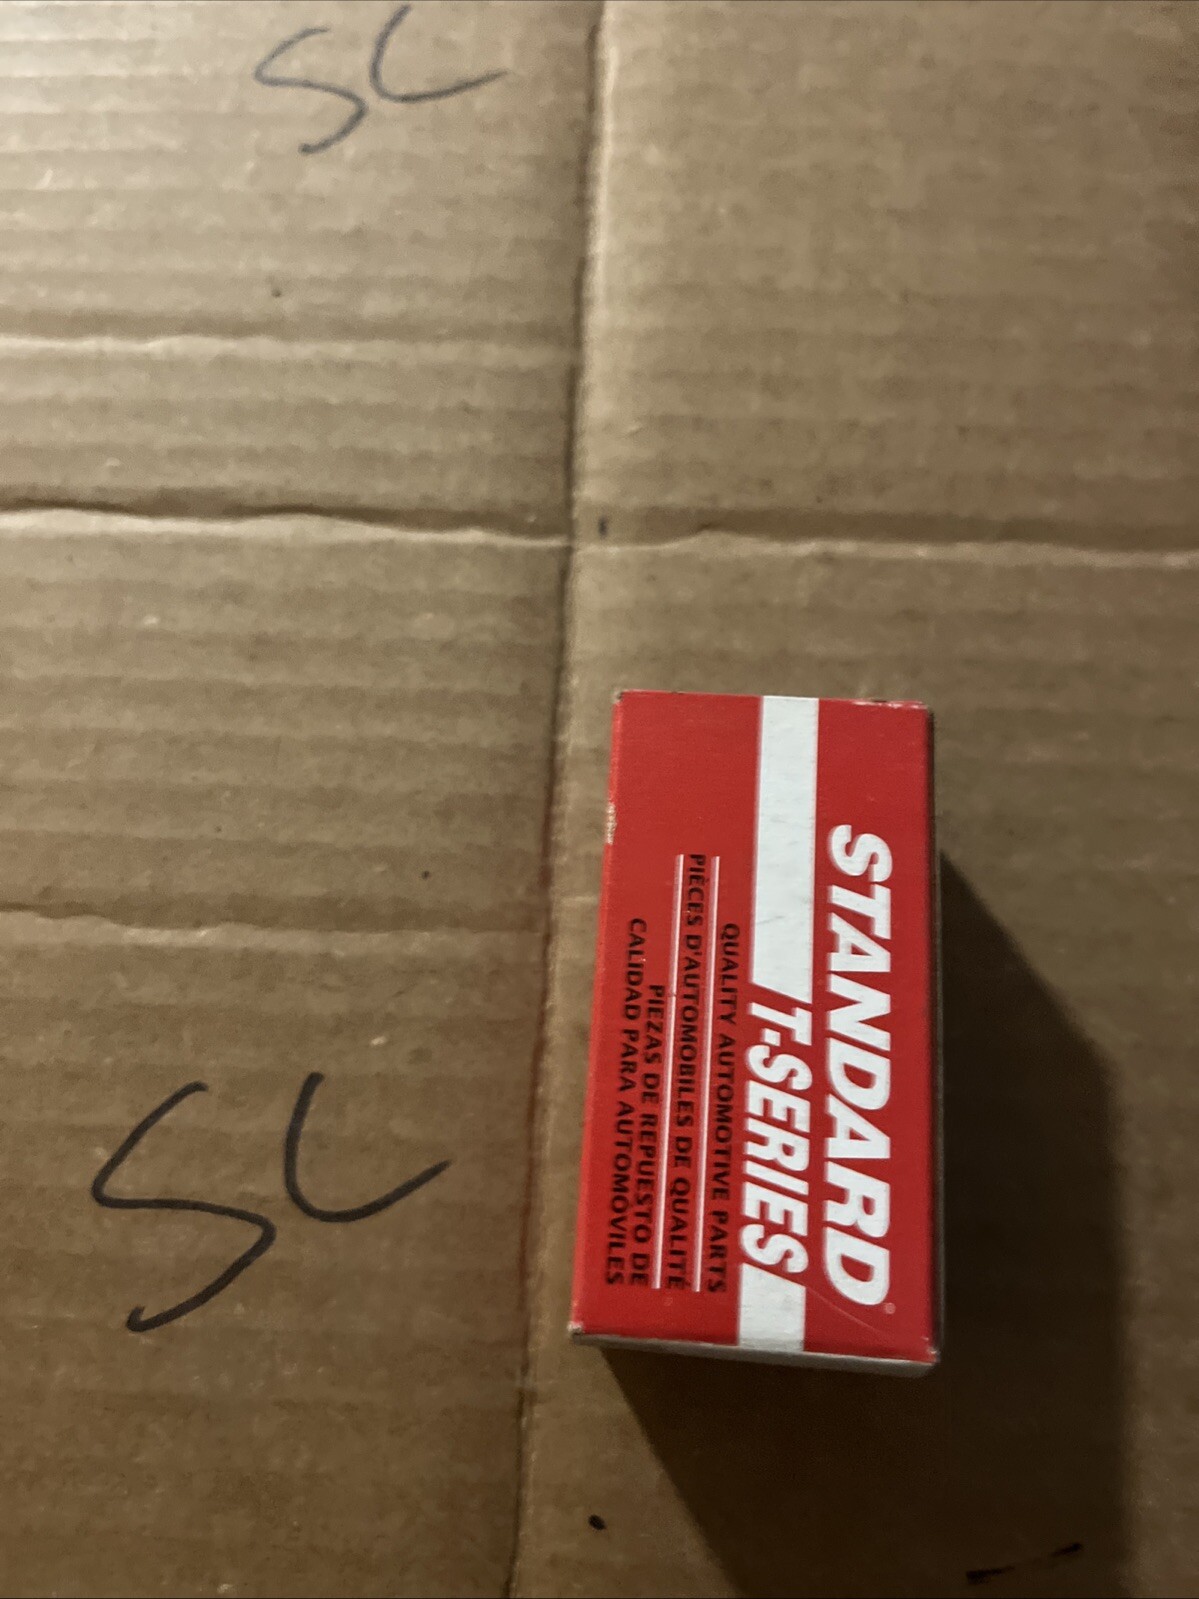 SL
SL
STANDARD®
T-SERIES
QUALITY AUTOMOTIVE PARTS
PIÈCES D'AUTOMOBILES DE QUALITÉ
PIEZAS DE REPUESTO DE
CALIDAD PARA AUTOMÓVILES